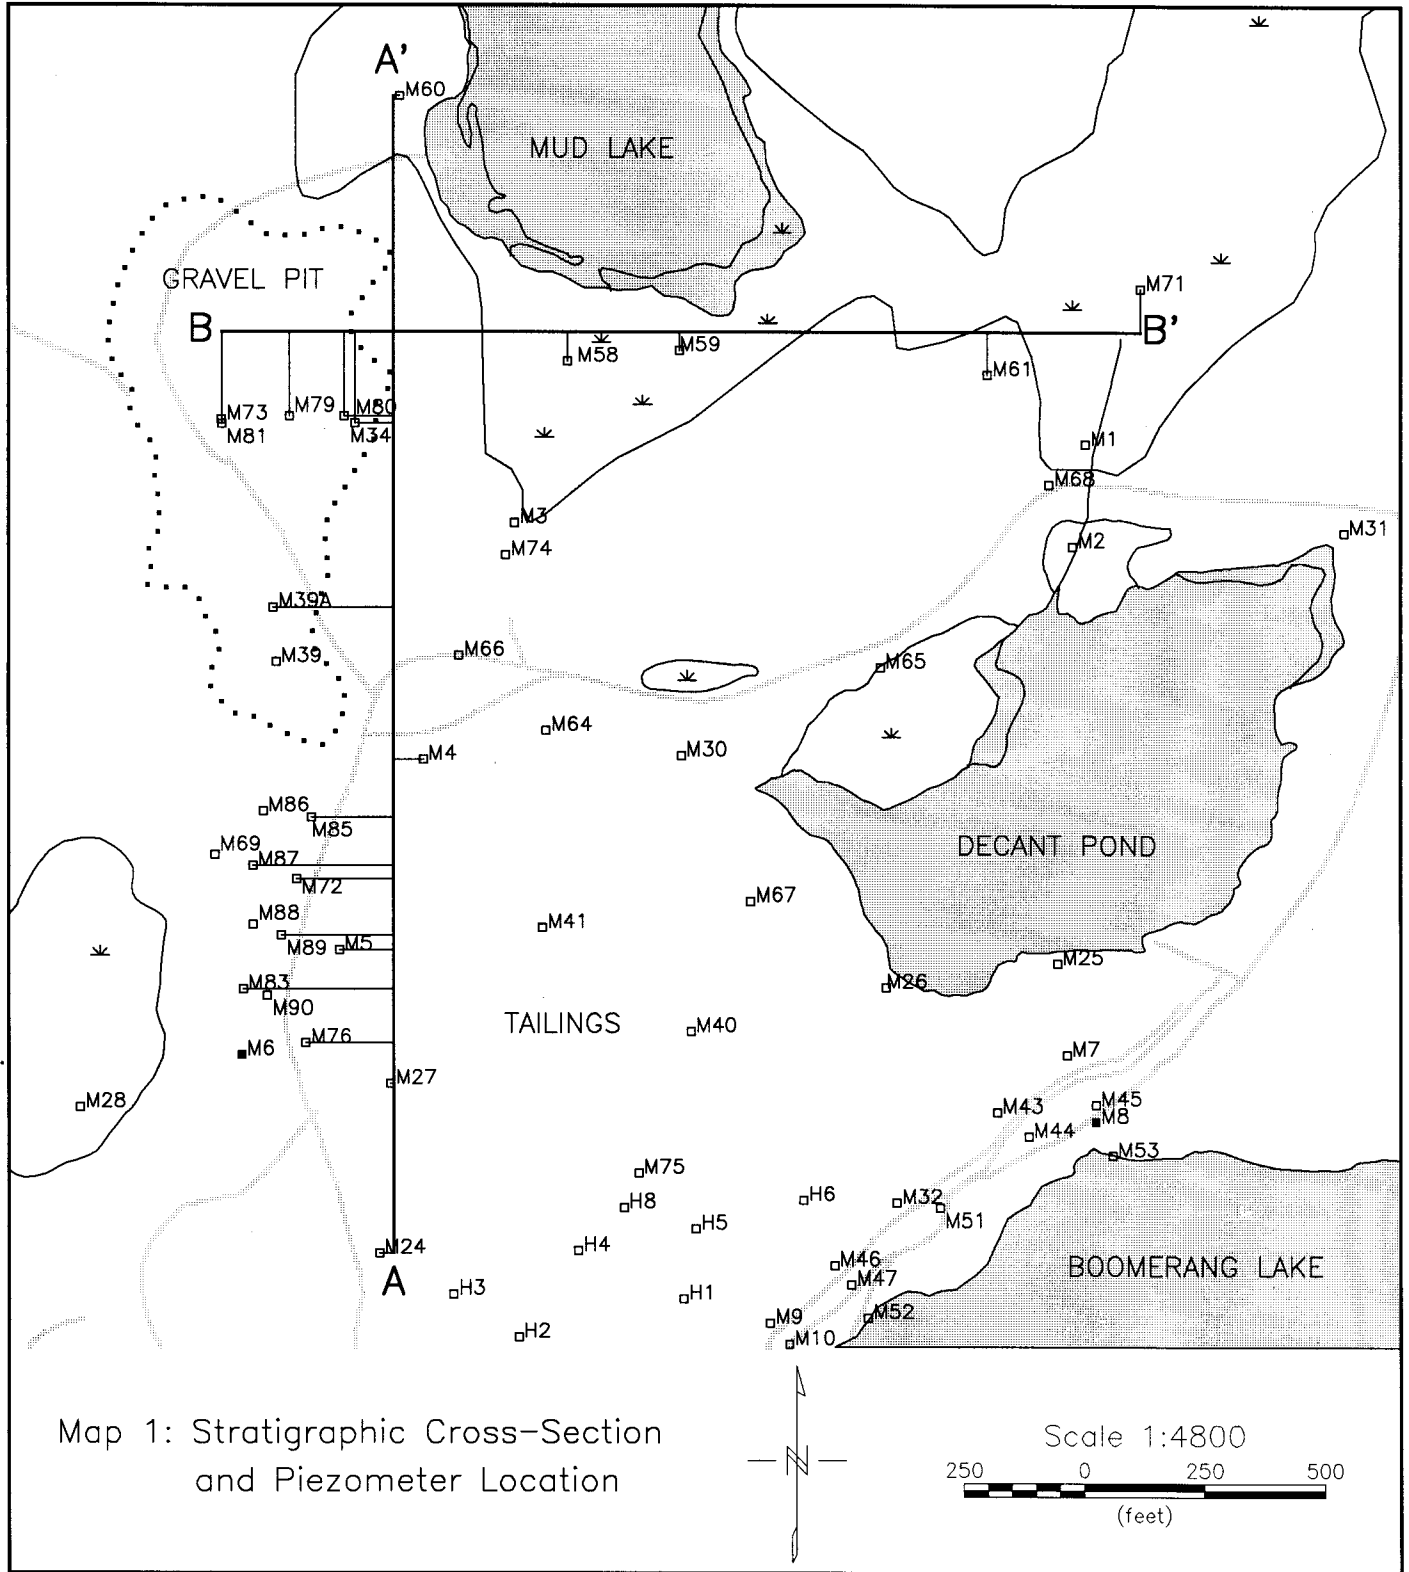 A'
M60
MUD LAKE
GRAVEL PIT
M71
B
B'
M58
M59
M61
M73
M79
M80
M81
M34
M1
M68
M3
M31
M74
M2
M39A
M66
M39
M65
M64
M30
M4
M86
M85
DECANT POND
M69
M87
M72
M67
M88
M41
M89
M5
M25
M83
M26
M90
TAILINGS
M40
M6
M76
M7
M27
M28
M43
M45
M8
M44
M53
M75
H8
H6
M32
M51
H5
M24
H4
M46
BOOMERANG LAKE
A
H3
H1
M47
M9
M52
H2
M10
N
Map 1: Stratigraphic Cross-Section
and Piezometer Location
Scale 1:4800
250 0 250 500
(feet)